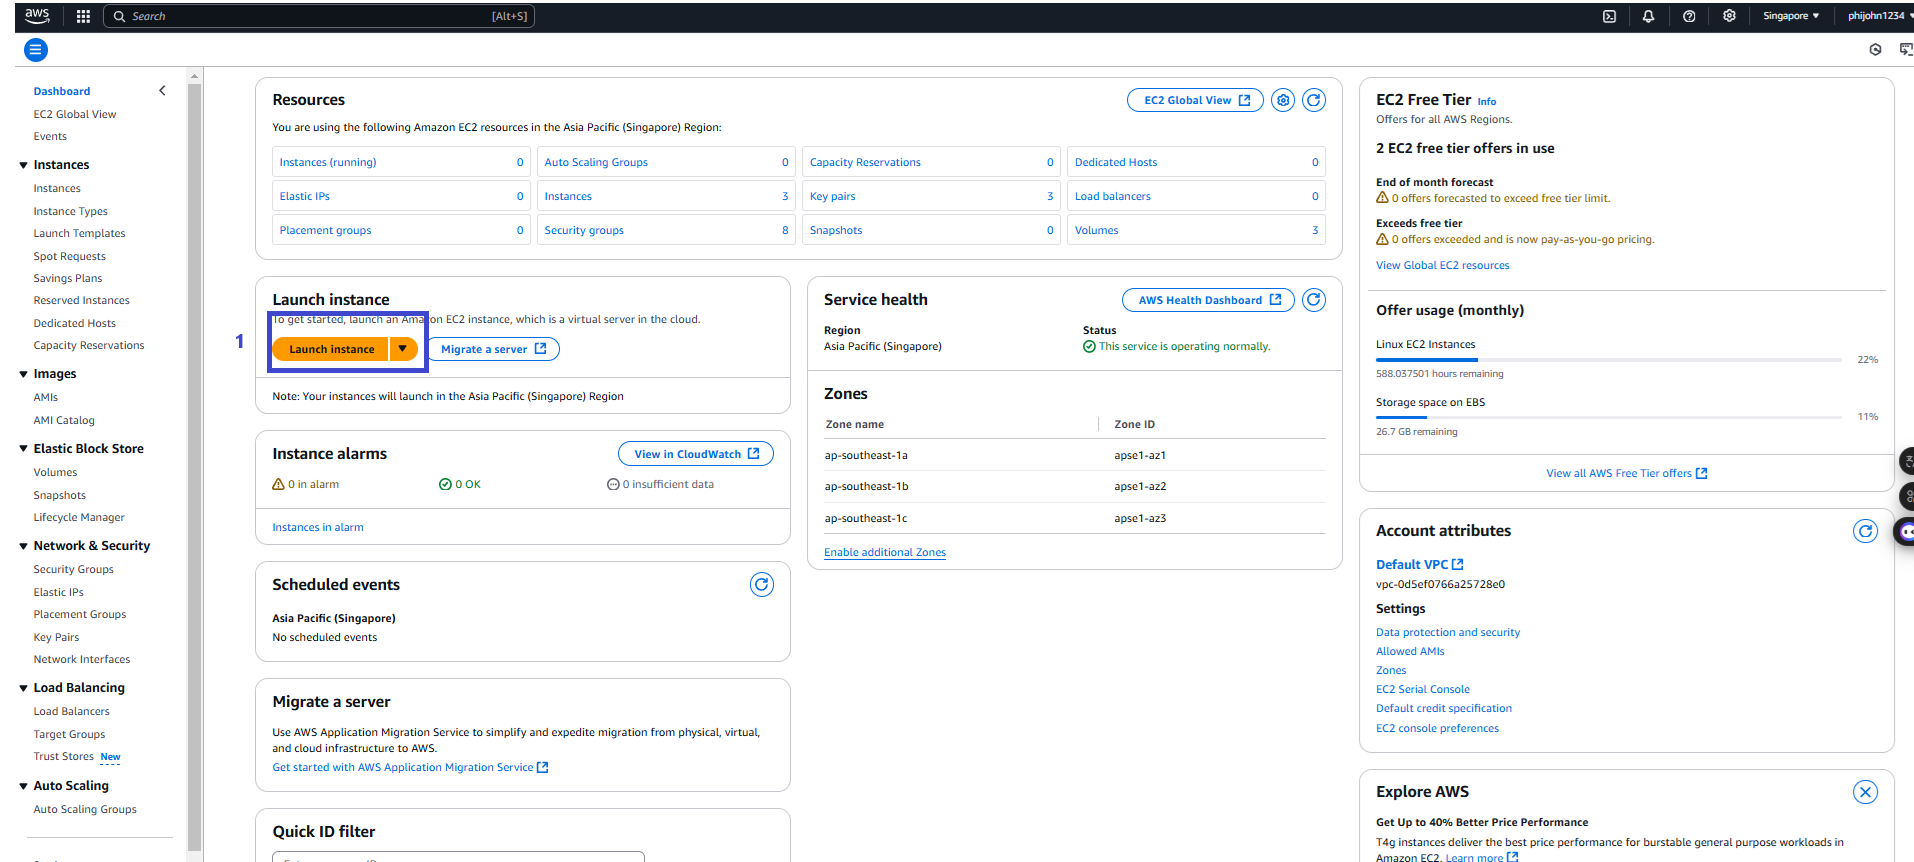 aws
Search
[Alt+S]
Singapore
phijohn1234
Dashboard
EC2 Global View
Events
Instances
Instances
Instance Types
Launch Templates
Spot Requests
Savings Plans
Reserved Instances
Dedicated Hosts
Capacity Reservations
Images
AMIs
AMI Catalog
Elastic Block Store
Volumes
Snapshots
Lifecycle Manager
Network & Security
Security Groups
Elastic IPs
Placement Groups
Key Pairs
Network Interfaces
Load Balancing
Load Balancers
Target Groups
Trust Stores New
Auto Scaling
Auto Scaling Groups
Resources
EC2 Global View
You are using the following Amazon EC2 resources in the Asia Pacific (Singapore) Region:
Instances (running) 0
Auto Scaling Groups 0
Capacity Reservations 0
Dedicated Hosts 0
Elastic IPs 0
Instances 3
Key pairs 3
Load balancers 0
Placement groups 0
Security groups 8
Snapshots 0
Volumes 3
Launch instance
To get started, launch an Amazon EC2 instance, which is a virtual server in the cloud.
1
Launch instance
Migrate a server
Note: Your instances will launch in the Asia Pacific (Singapore) Region
Instance alarms
View in CloudWatch
0 in alarm
0 OK
0 insufficient data
Instances in alarm
Scheduled events
Asia Pacific (Singapore)
No scheduled events
Migrate a server
Use AWS Application Migration Service to simplify and expedite migration from physical, virtual,
and cloud infrastructure to AWS.
Get started with AWS Application Migration Service
Quick ID filter
Service health
AWS Health Dashboard
Region
Asia Pacific (Singapore)
Status
This service is operating normally.
Zones
Zone name
Zone ID
ap-southeast-1a
apse1-az1
ap-southeast-1b
apse1-az2
ap-southeast-1c
apse1-az3
Enable additional Zones
EC2 Free Tier Info
Offers for all AWS Regions.
2 EC2 free tier offers in use
End of month forecast
0 offers forecasted to exceed free tier limit.
Exceeds free tier
0 offers exceeded and is now pay-as-you-go pricing.
View Global EC2 resources
Offer usage (monthly)
Linux EC2 Instances
22%
588.037501 hours remaining
Storage space on EBS
11%
26.7 GB remaining
View all AWS Free Tier offers
Account attributes
Default VPC
vpc-0d5ef0766a25728e0
Settings
Data protection and security
Allowed AMIs
Zones
EC2 Serial Console
Default credit specification
EC2 console preferences
Explore AWS
Get Up to 40% Better Price Performance
T4g instances deliver the best price performance for burstable general purpose workloads in
Amazon EC2. Learn more